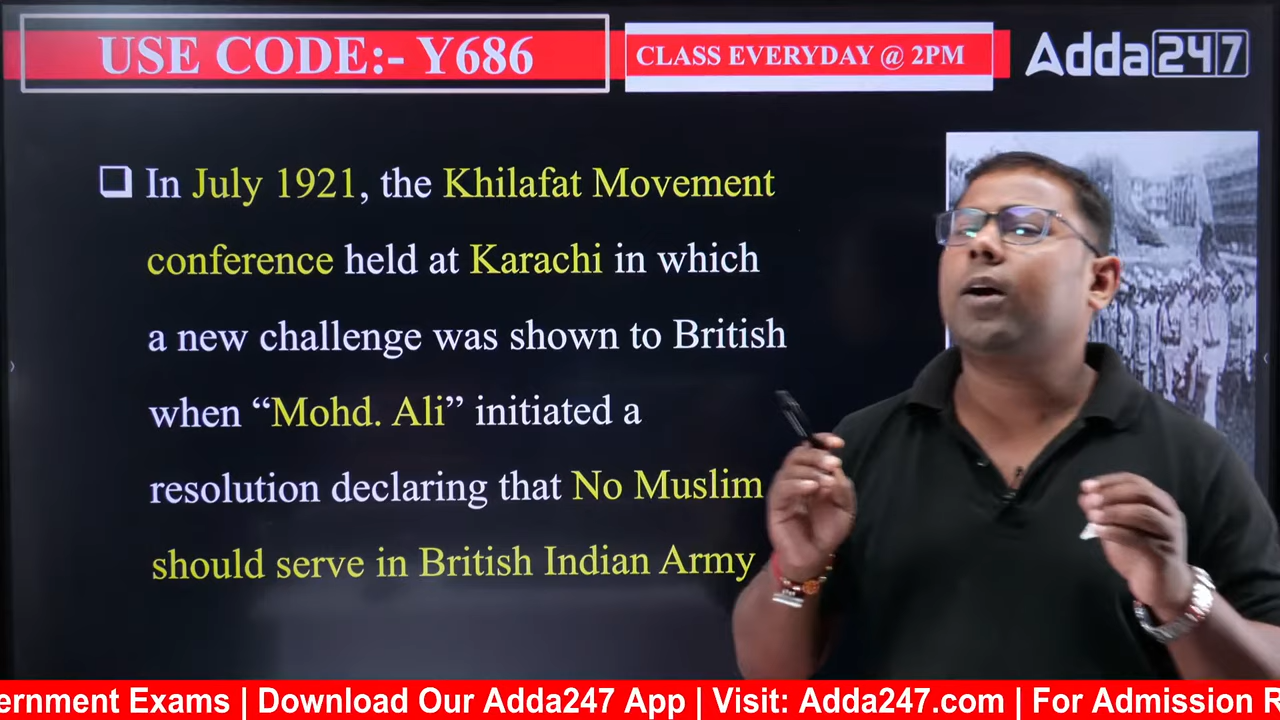 USE CODE:- Y686
CLASS EVERYDAY @ 2PM
Adda247
❑ In July 1921, the Khilafat Movement
conference held at Karachi in which
a new challenge was shown to British
when “Mohd. Ali” initiated a
resolution declaring that No Muslim
should serve in British Indian Army
ernment Exams | Download Our Adda247 App | Visit: Adda247.com | For Admission R